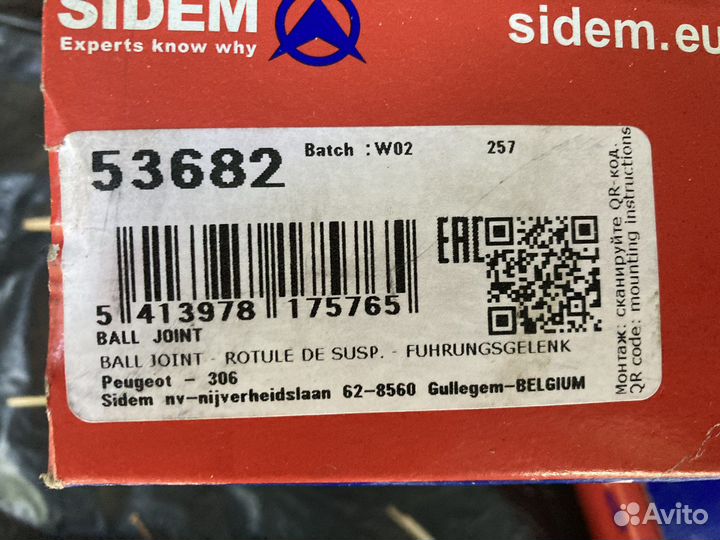 SIDEM
Experts know why
sidem.eu
53682
Batch : W02 257
EAC
5 413978 175765
BALL JOINT
BALL JOINT - ROTULE DE SUSP. - FUHRUNGSGELENK
Peugeot - 306
Sidem nv-nijverheidslaan 62-8560 Gullegem-BELGIUM
Монтаж: сканируйте QR-код.
QR code: mounting instructions
Avito